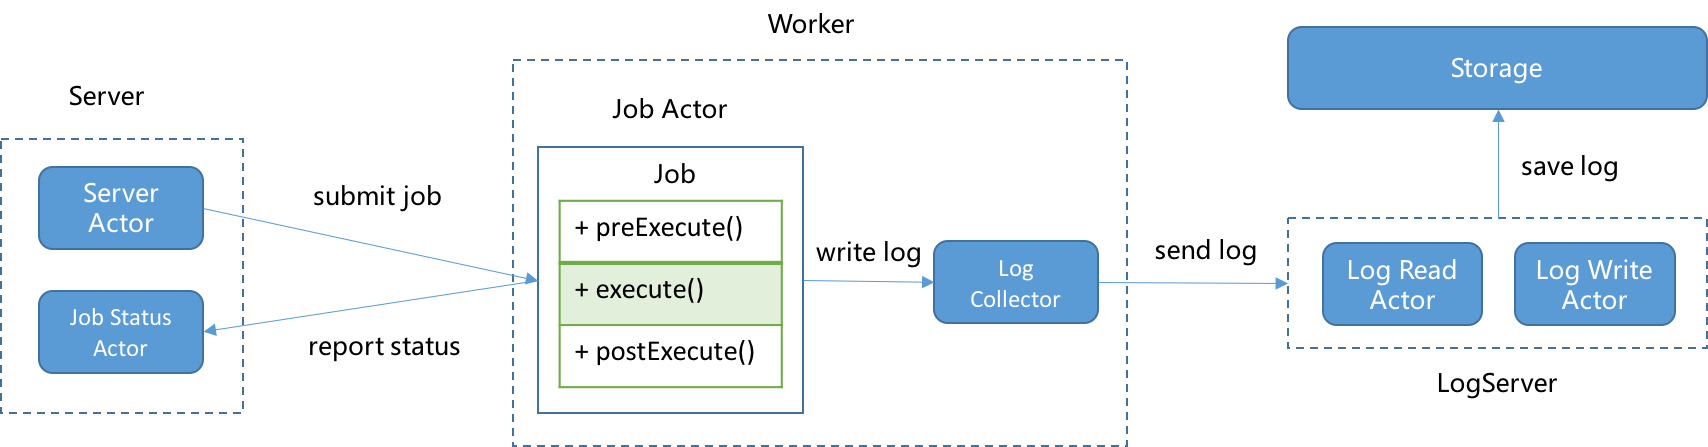 Server
Server
Actor
Job Status
Actor
submit job
report status
Worker
Job Actor
Job
+ preExecute()
+ execute()
+ postExecute()
write log
Log
Collector
send log
Storage
save log
Log Read
Actor
Log Write
Actor
LogServer